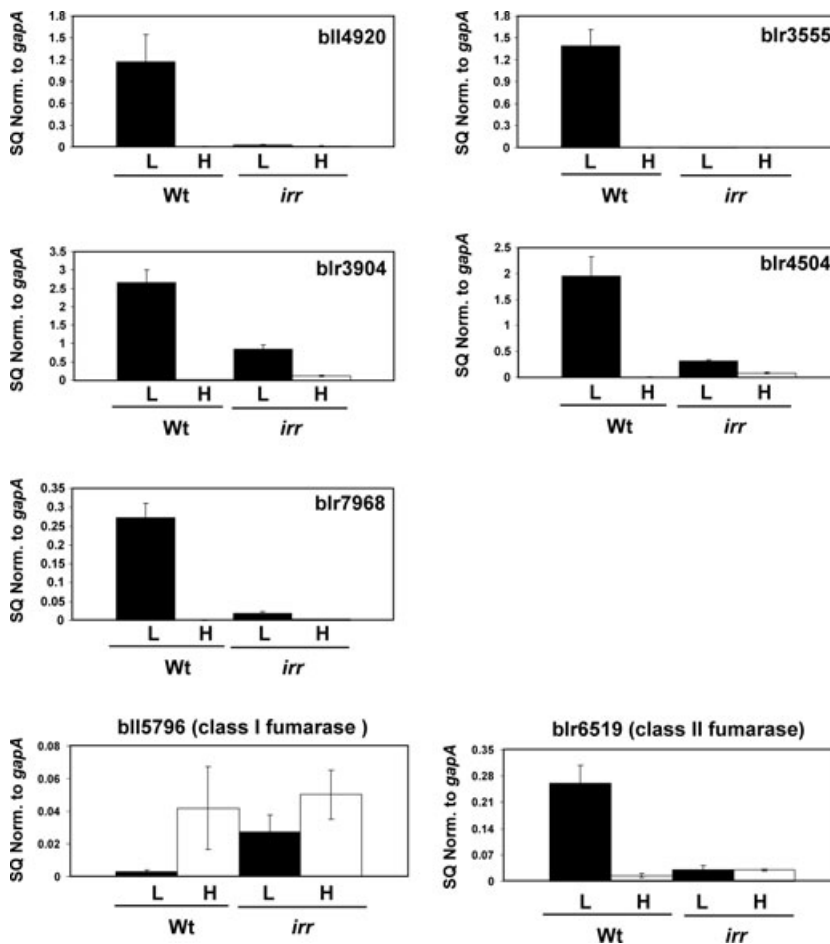 bll4920
SQ Norm. to gapA
1.8
1.5
1.2
0.9
0.6
0.3
0
L H L H
Wt irr
blr3555
SQ Norm. to gapA
1.8
1.5
1.2
0.9
0.6
0.3
0
L H L H
Wt irr
blr3904
SQ Norm. to gapA
3.5
3
2.5
2
1.5
1
0.5
0
L H L H
Wt irr
blr4504
SQ Norm. to gapA
2.5
2
1.5
1
0.5
0
L H L H
Wt irr
blr7968
SQ Norm. to gapA
0.35
0.3
0.25
0.2
0.15
0.1
0.05
0
L H L H
Wt irr
bll5796 (class I fumarase )
SQ Norm. to gapA
0.08
0.06
0.04
0.02
0
L H L H
Wt irr
blr6519 (class II fumarase)
SQ Norm. to gapA
0.35
0.28
0.21
0.14
0.07
0
L H L H
Wt irr